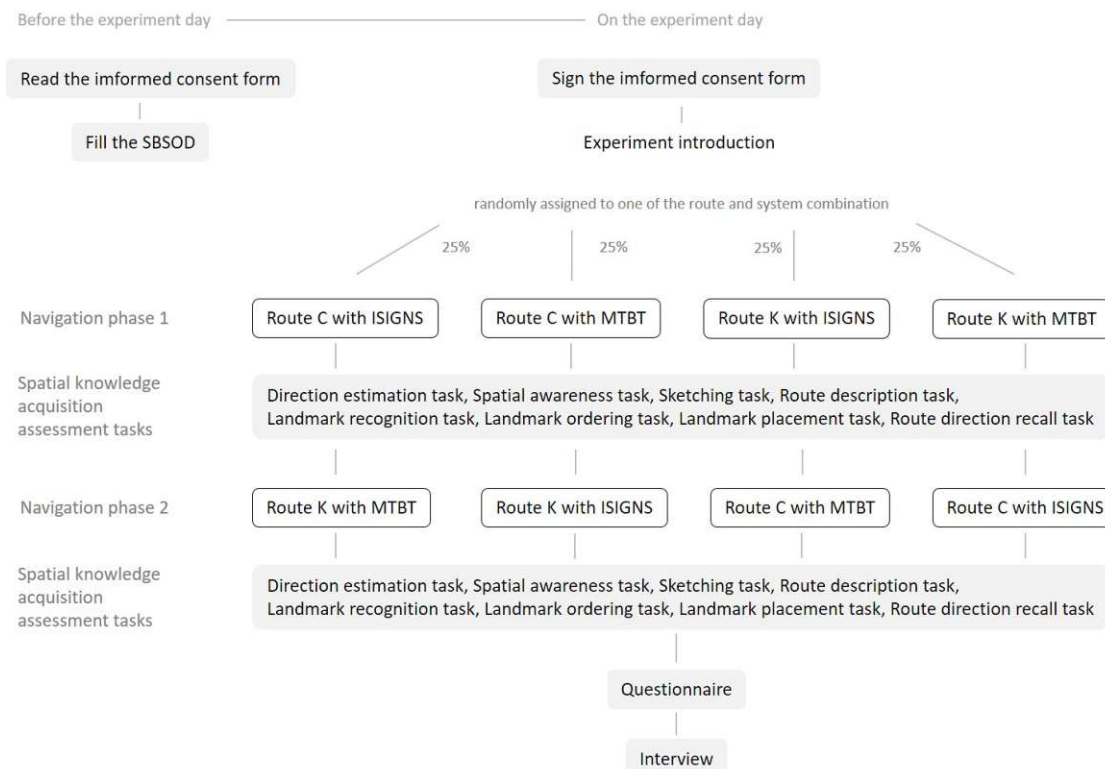 Before the experiment day
On the experiment day
Read the imformed consent form
Sign the imformed consent form
Fill the SBSOD
Experiment introduction
randomly assigned to one of the route and system combination
25%
25%
25%
25%
Navigation phase 1
Route C with ISIGNS
Route C with MTBT
Route K with ISIGNS
Route K with MTBT
Spatial knowledge
acquisition
assessment tasks
Direction estimation task, Spatial awareness task, Sketching task, Route description task,
Landmark recognition task, Landmark ordering task, Landmark placement task, Route direction recall task
Navigation phase 2
Route K with MTBT
Route K with ISIGNS
Route C with MTBT
Route C with ISIGNS
Spatial knowledge
acquisition
assessment tasks
Direction estimation task, Spatial awareness task, Sketching task, Route description task,
Landmark recognition task, Landmark ordering task, Landmark placement task, Route direction recall task
Questionnaire
Interview